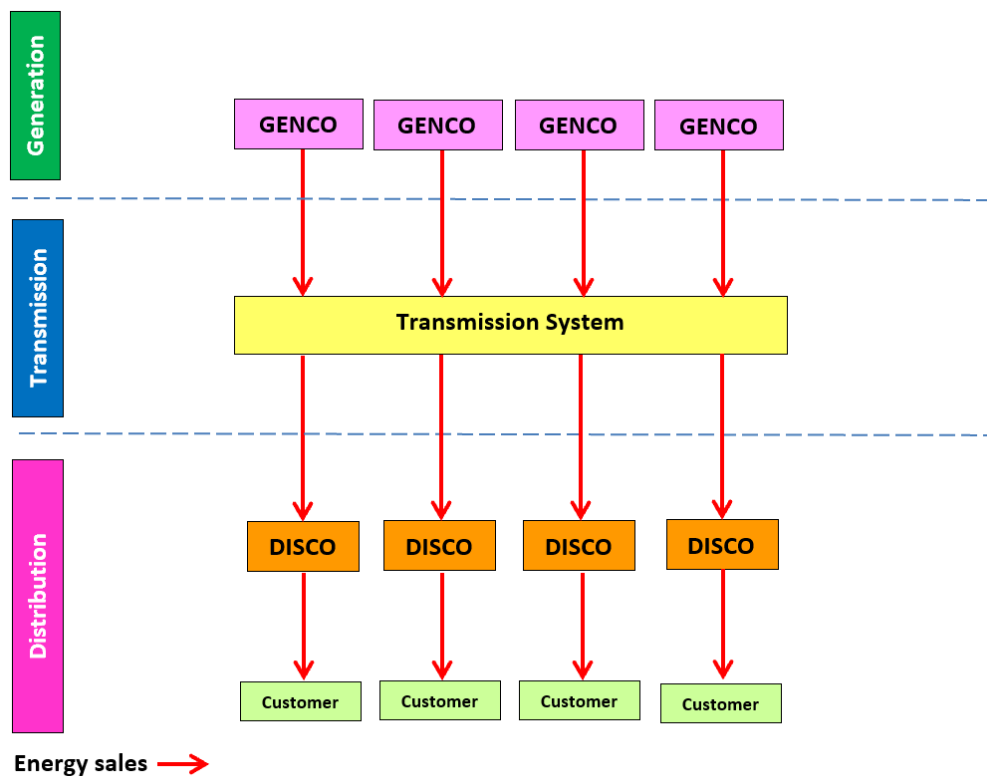 Generation
GENCO GENCO GENCO GENCO
Transmission
Transmission System
Distribution
DISCO DISCO DISCO DISCO
Customer Customer Customer Customer
Energy sales